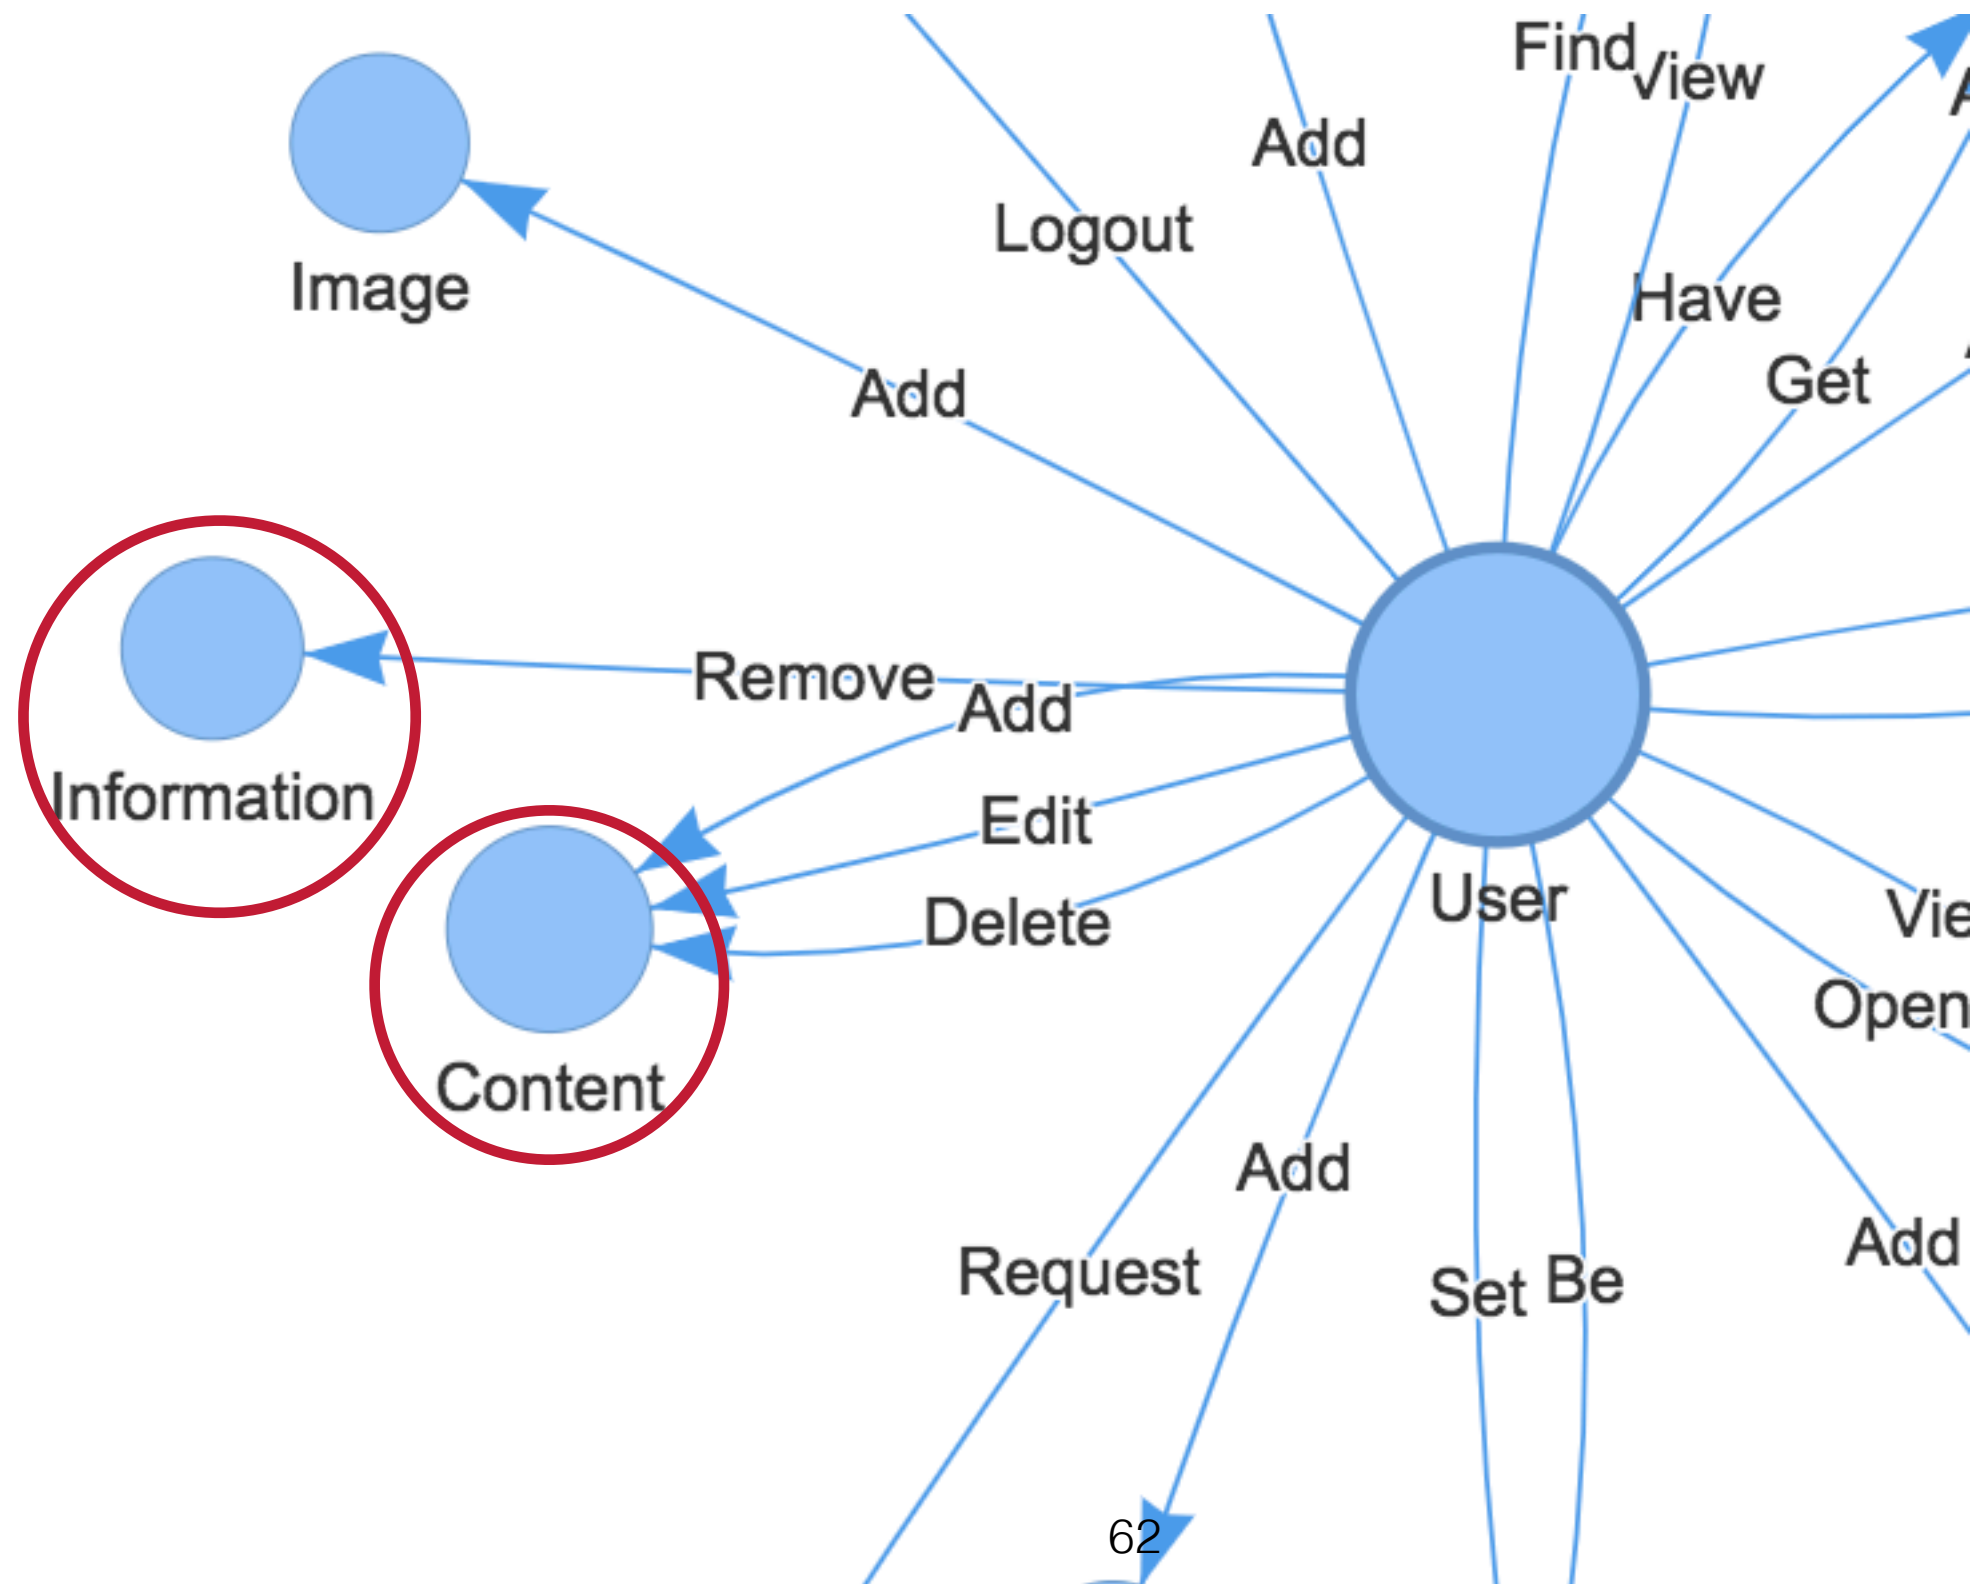 Find
View
Add
Logout
Image
Have
Get
Add
Remove
Add
Information
Edit
User
Delete
Open
Content
Add
Add
Request
Set
Be
62